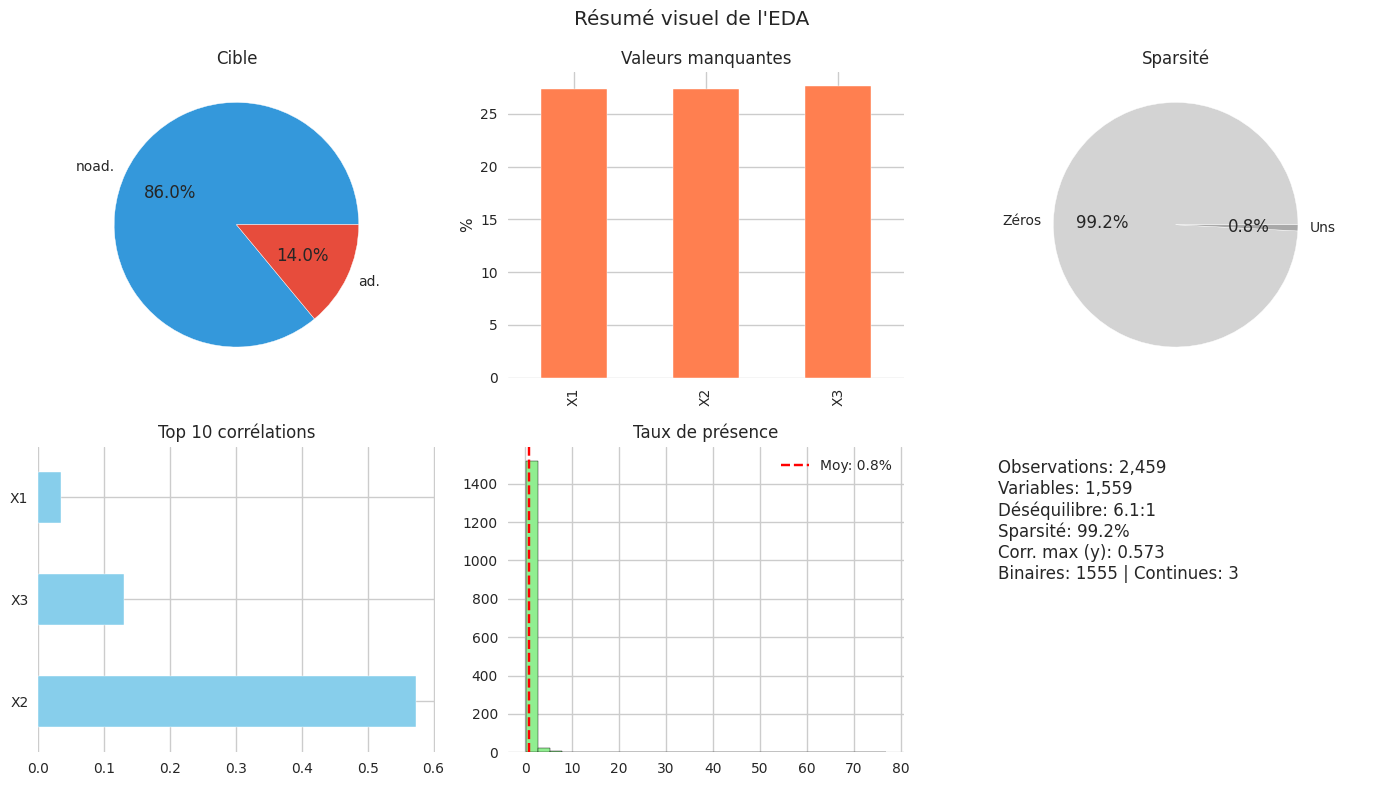 Résumé visuel de l'EDA
Cible
noad.
86.0%
14.0%
ad.
Valeurs manquantes
%
25
20
15
10
5
0
X1
X2
X3
Sparsité
Zéros
99.2%
0.8%
Uns
Top 10 corrélations
X1
X3
X2
0.0 0.1 0.2 0.3 0.4 0.5 0.6
Taux de présence
Moy: 0.8%
1400
1200
1000
800
600
400
200
0
0 10 20 30 40 50 60 70 80
Observations: 2,459
Variables: 1,559
Déséquilibre: 6.1:1
Sparsité: 99.2%
Corr. max (y): 0.573
Binaires: 1555 | Continues: 3